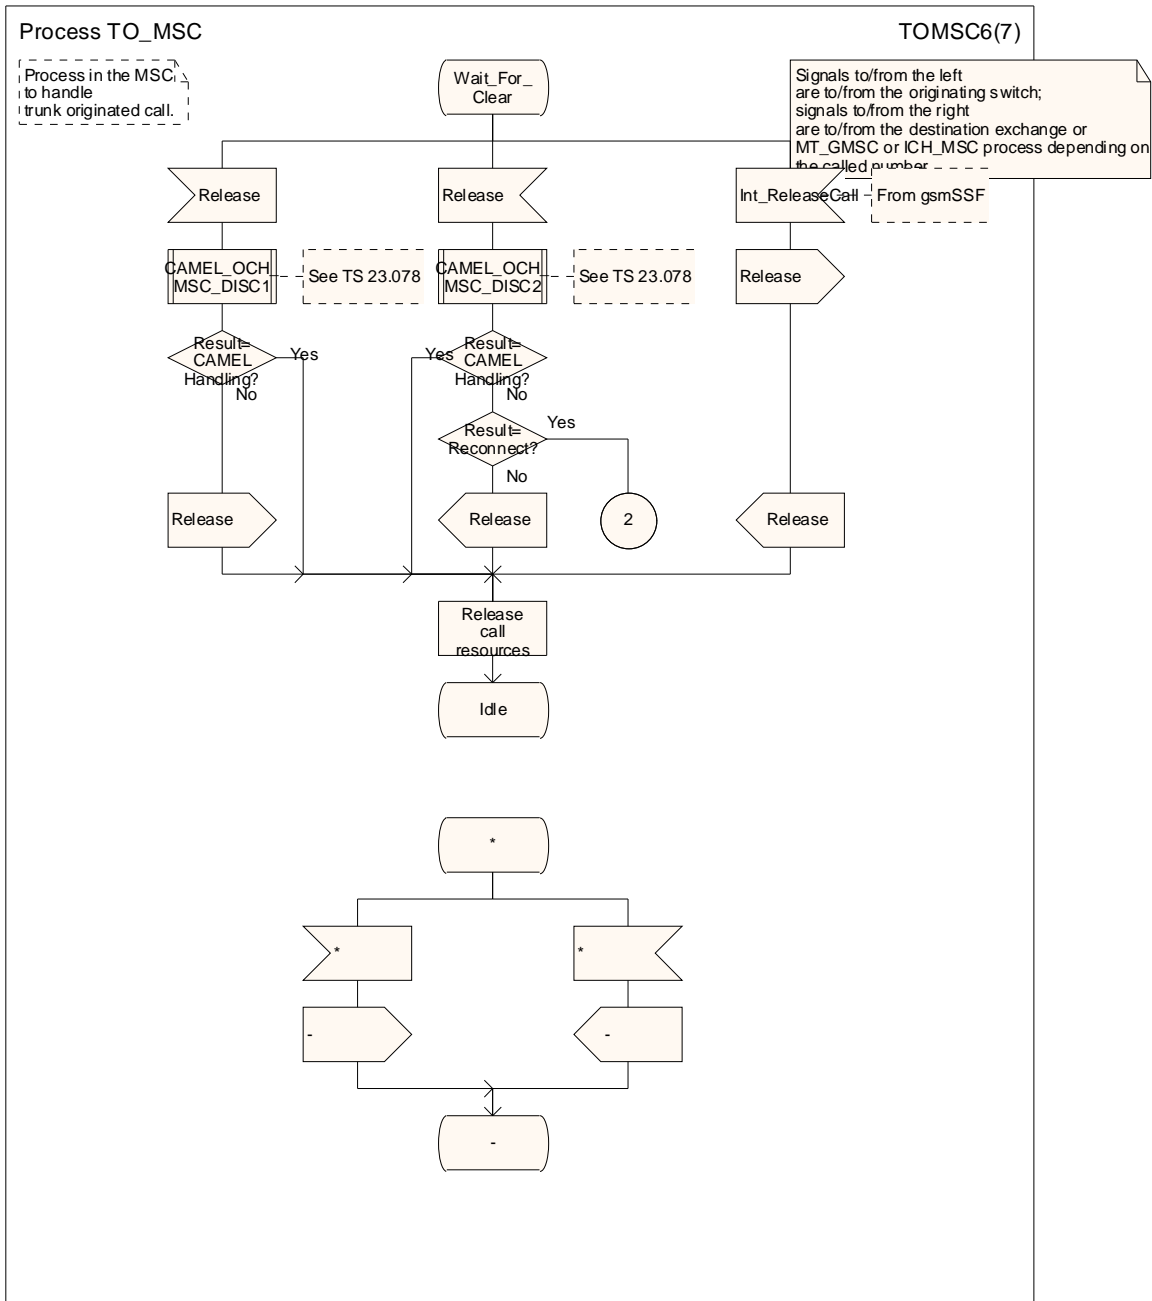 Process TO_MSC
TOMSC6(7)
Process in the MSC
to handle
trunk originated call.
Wait_For_
Clear
Signals to/from the left
are to/from the originating switch;
signals to/from the right
are to/from the destination exchange or
MT_GMSC or ICH_MSC process depending on
the called number
Release
Release
Int_ReleaseCall
From gsmSSF
CAMEL_OCH_
MSC_DISC1
See TS 23.078
CAMEL_OCH_
MSC_DISC2
See TS 23.078
Release
Result=
CAMEL
Handling?
Yes
No
Yes
Result=
CAMEL
Handling?
No
Result=
Reconnect?
Yes
No
Release
Release
2
Release
Release
call
resources
Idle
*
*
*
-
-
-